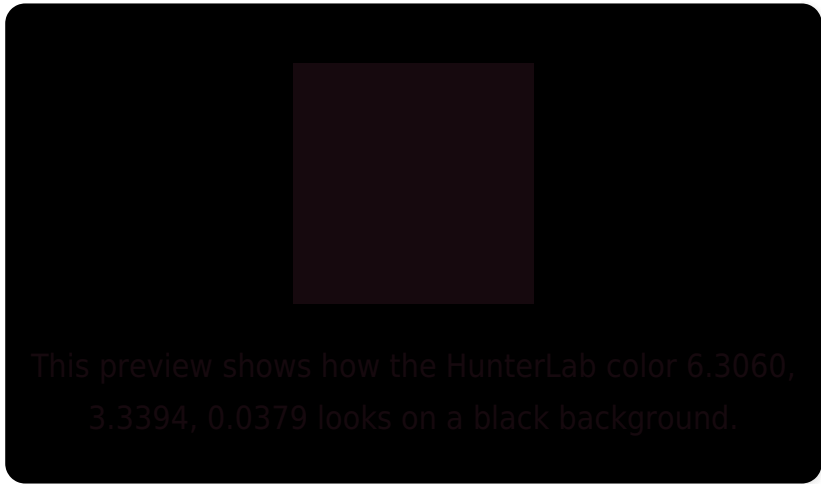 This preview shows how the HunterLab color 6.3060,
3.3394, 0.0379 looks on a black background.